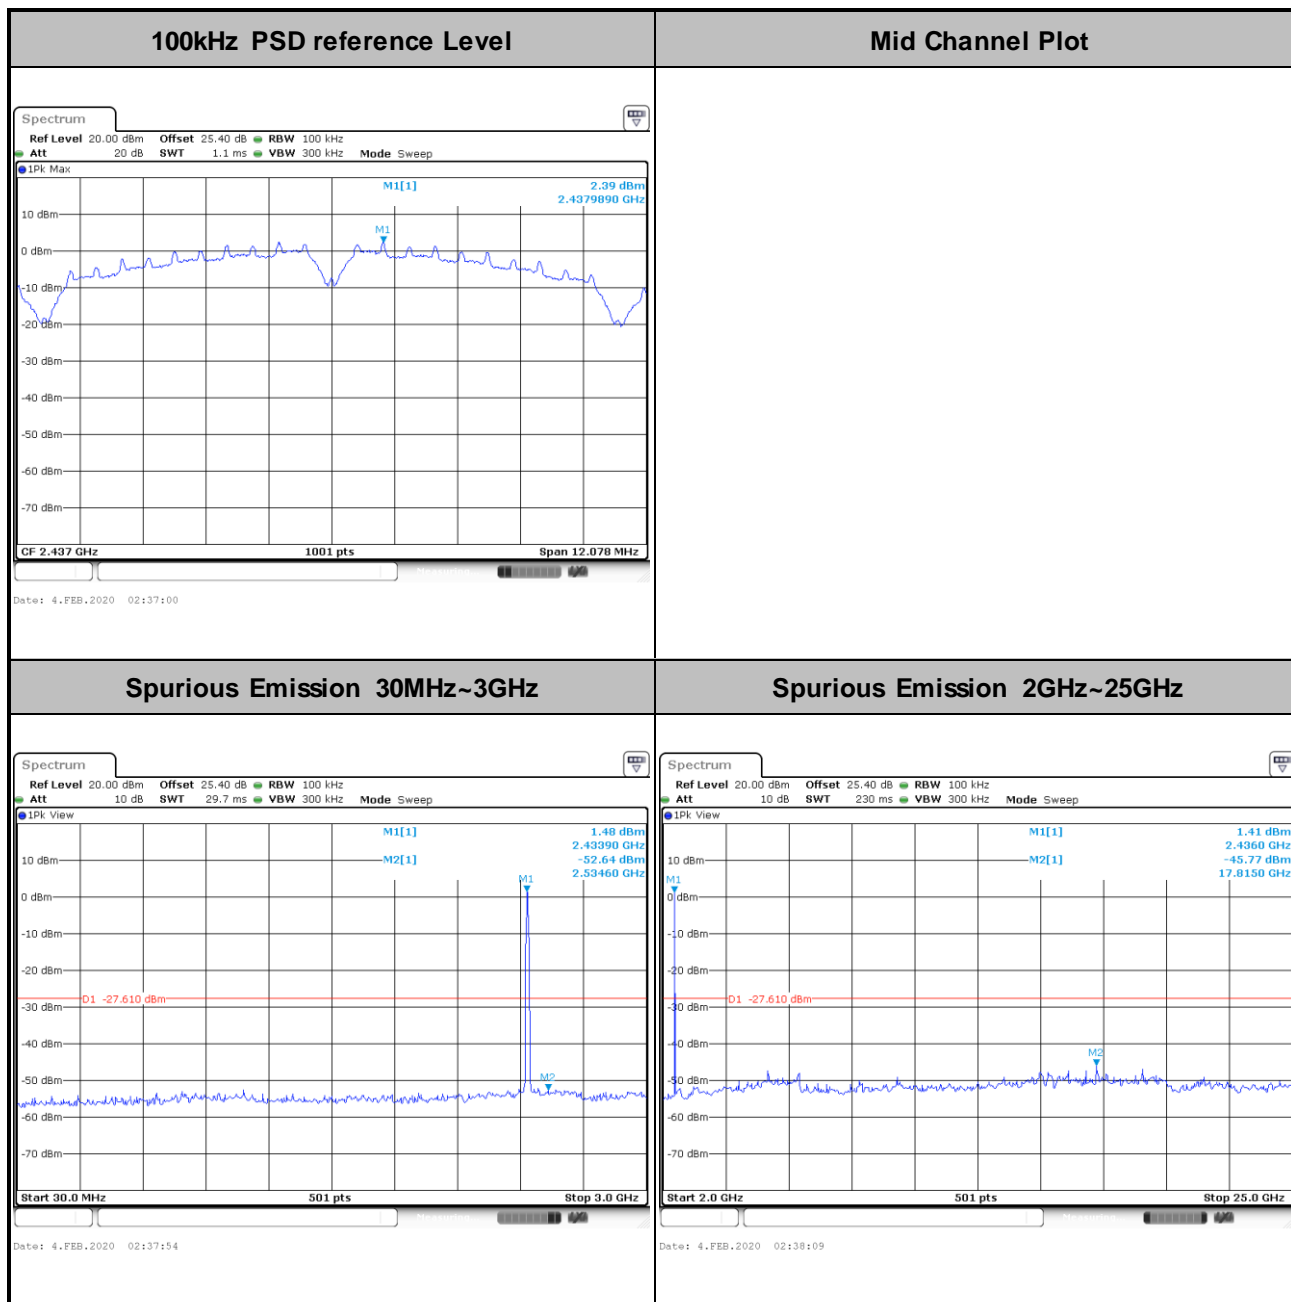 100kHz PSD reference Level
Mid Channel Plot
Spectrum
Ref Level 20.00 dBm Offset 25.40 dB RBW 100 kHz
Att 20 dB SWT 1.1 ms VBW 300 kHz Mode Sweep
1Pk Max
M1[1] 2.39 dBm
2.4379890 GHz
10 dBm
M1
0 dBm
-10 dBm
-20 dBm
-30 dBm
-40 dBm
-50 dBm
-60 dBm
-70 dBm
CF 2.437 GHz 1001 pts Span 12.078 MHz
Measuring...
Date: 4.FEB.2020 02:37:00
Spurious Emission 30MHz~3GHz
Spurious Emission 2GHz~25GHz
Spectrum
Ref Level 20.00 dBm Offset 25.40 dB RBW 100 kHz
Att 10 dB SWT 29.7 ms VBW 300 kHz Mode Sweep
1Pk View
M1[1] 1.48 dBm
2.43390 GHz
M2[1] -52.64 dBm
2.53460 GHz
10 dBm
M1
0 dBm
-10 dBm
-20 dBm
D1 -27.610 dBm
-30 dBm
-40 dBm
-50 dBm
M2
-60 dBm
-70 dBm
Start 30.0 MHz 501 pts Stop 3.0 GHz
Measuring...
Date: 4.FEB.2020 02:37:54
Spectrum
Ref Level 20.00 dBm Offset 25.40 dB RBW 100 kHz
Att 10 dB SWT 230 ms VBW 300 kHz Mode Sweep
1Pk View
M1[1] 1.41 dBm
2.4360 GHz
M2[1] -45.77 dBm
17.8150 GHz
10 dBm
M1
0 dBm
-10 dBm
-20 dBm
D1 -27.610 dBm
-30 dBm
-40 dBm
M2
-50 dBm
-60 dBm
-70 dBm
Start 2.0 GHz 501 pts Stop 25.0 GHz
Measuring...
Date: 4.FEB.2020 02:38:09